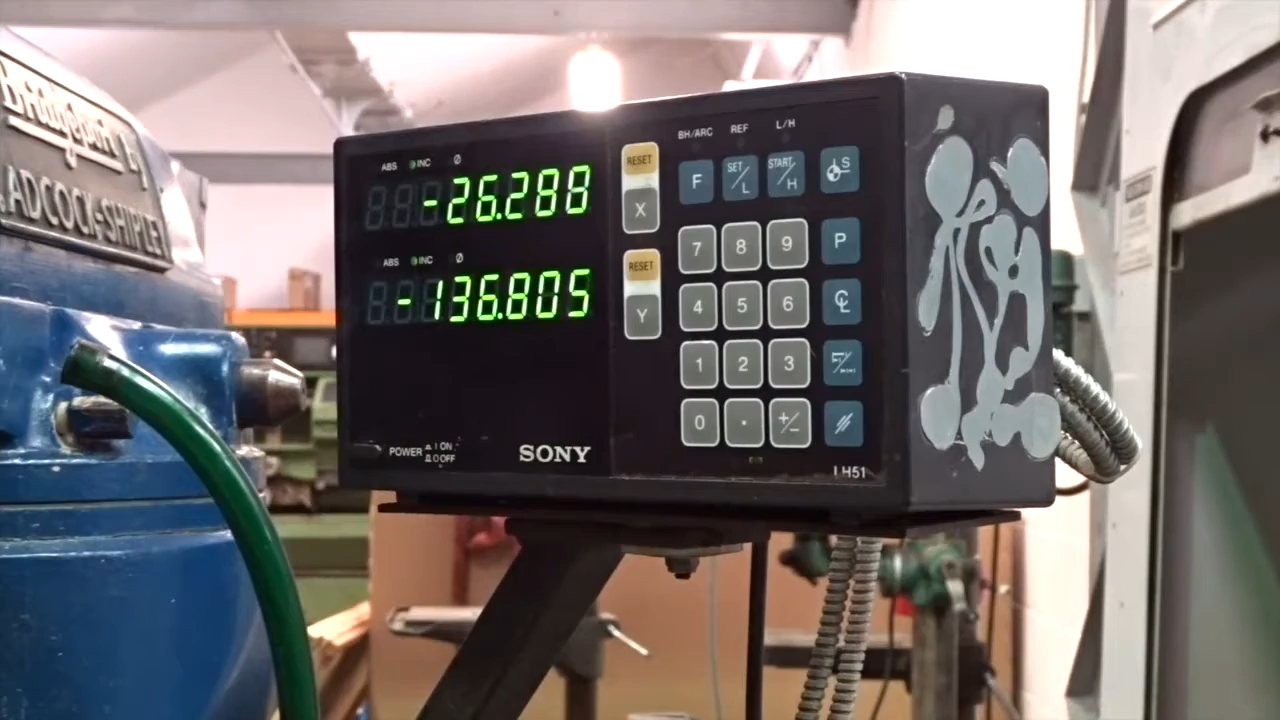 Bridgeport
ADCOCK-SHIPLEY
ABS INC Ø
-26.288
ABS INC Ø
-136.805
POWER I ON
O OFF
SONY
RESET
X
RESET
Y
BH/ARC REF L/H
F SET/L START/H S
7 8 9 P
4 5 6 ℄
1 2 3
0 . +/-
LH51